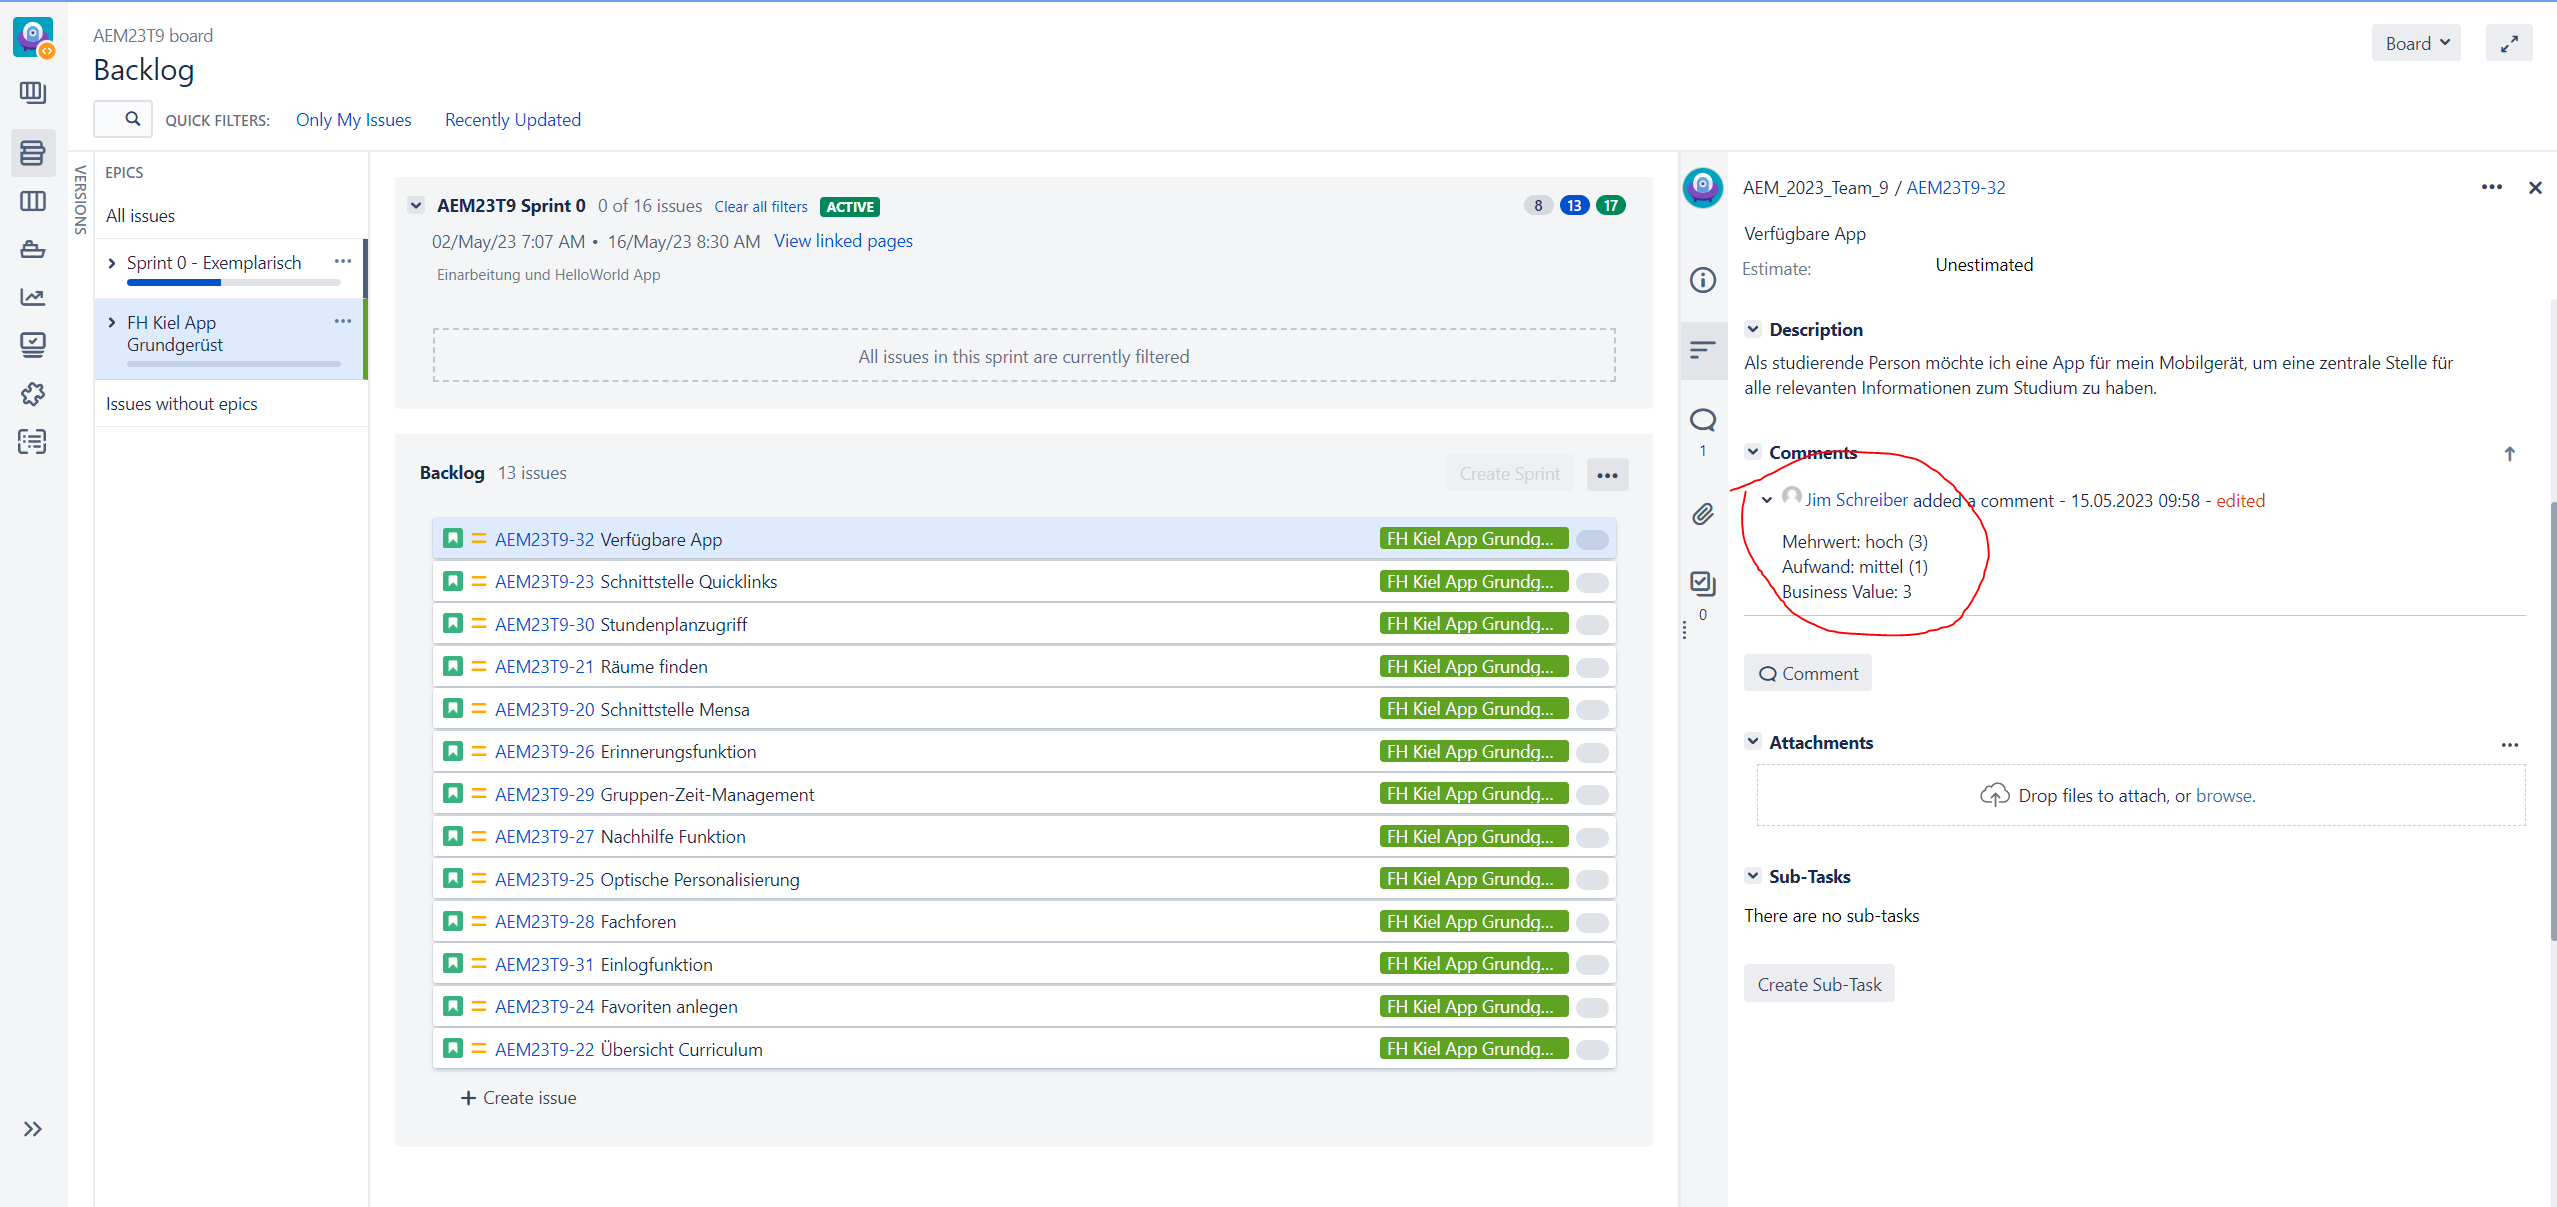 AEM23T9 board
Backlog
Board
QUICK FILTERS:
Only My Issues
Recently Updated
VERSIONS
EPICS
All issues
Sprint 0 - Exemplarisch
FH Kiel App
Grundgerüst
Issues without epics
AEM23T9 Sprint 0 0 of 16 issues Clear all filters ACTIVE
8 13 17
02/May/23 7:07 AM • 16/May/23 8:30 AM View linked pages
Einarbeitung und HelloWorld App
All issues in this sprint are currently filtered
Backlog 13 issues
Create Sprint
AEM23T9-32 Verfügbare App FH Kiel App Grundg...
AEM23T9-23 Schnittstelle Quicklinks FH Kiel App Grundg...
AEM23T9-30 Stundenplanzugriff FH Kiel App Grundg...
AEM23T9-21 Räume finden FH Kiel App Grundg...
AEM23T9-20 Schnittstelle Mensa FH Kiel App Grundg...
AEM23T9-26 Erinnerungsfunktion FH Kiel App Grundg...
AEM23T9-29 Gruppen-Zeit-Management FH Kiel App Grundg...
AEM23T9-27 Nachhilfe Funktion FH Kiel App Grundg...
AEM23T9-25 Optische Personalisierung FH Kiel App Grundg...
AEM23T9-28 Fachforen FH Kiel App Grundg...
AEM23T9-31 Einlogfunktion FH Kiel App Grundg...
AEM23T9-24 Favoriten anlegen FH Kiel App Grundg...
AEM23T9-22 Übersicht Curriculum FH Kiel App Grundg...
+ Create issue
1
0
AEM_2023_Team_9 / AEM23T9-32
Verfügbare App
Estimate: Unestimated
Description
Als studierende Person möchte ich eine App für mein Mobilgerät, um eine zentrale Stelle für
alle relevanten Informationen zum Studium zu haben.
Comments
Jim Schreiber added a comment - 15.05.2023 09:58 - edited
Mehrwert: hoch (3)
Aufwand: mittel (1)
Business Value: 3
Comment
Attachments
Drop files to attach, or browse.
Sub-Tasks
There are no sub-tasks
Create Sub-Task